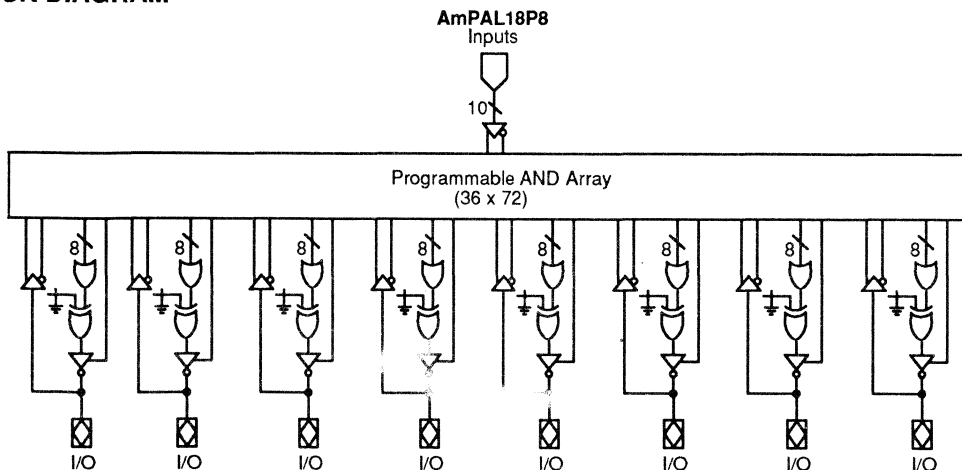 AmPAL18P8
Inputs
10
Programmable AND Array
(36 x 72)
8 8 8 8 8 8 8 8
I/O I/O I/O I/O I/O I/O I/O I/O